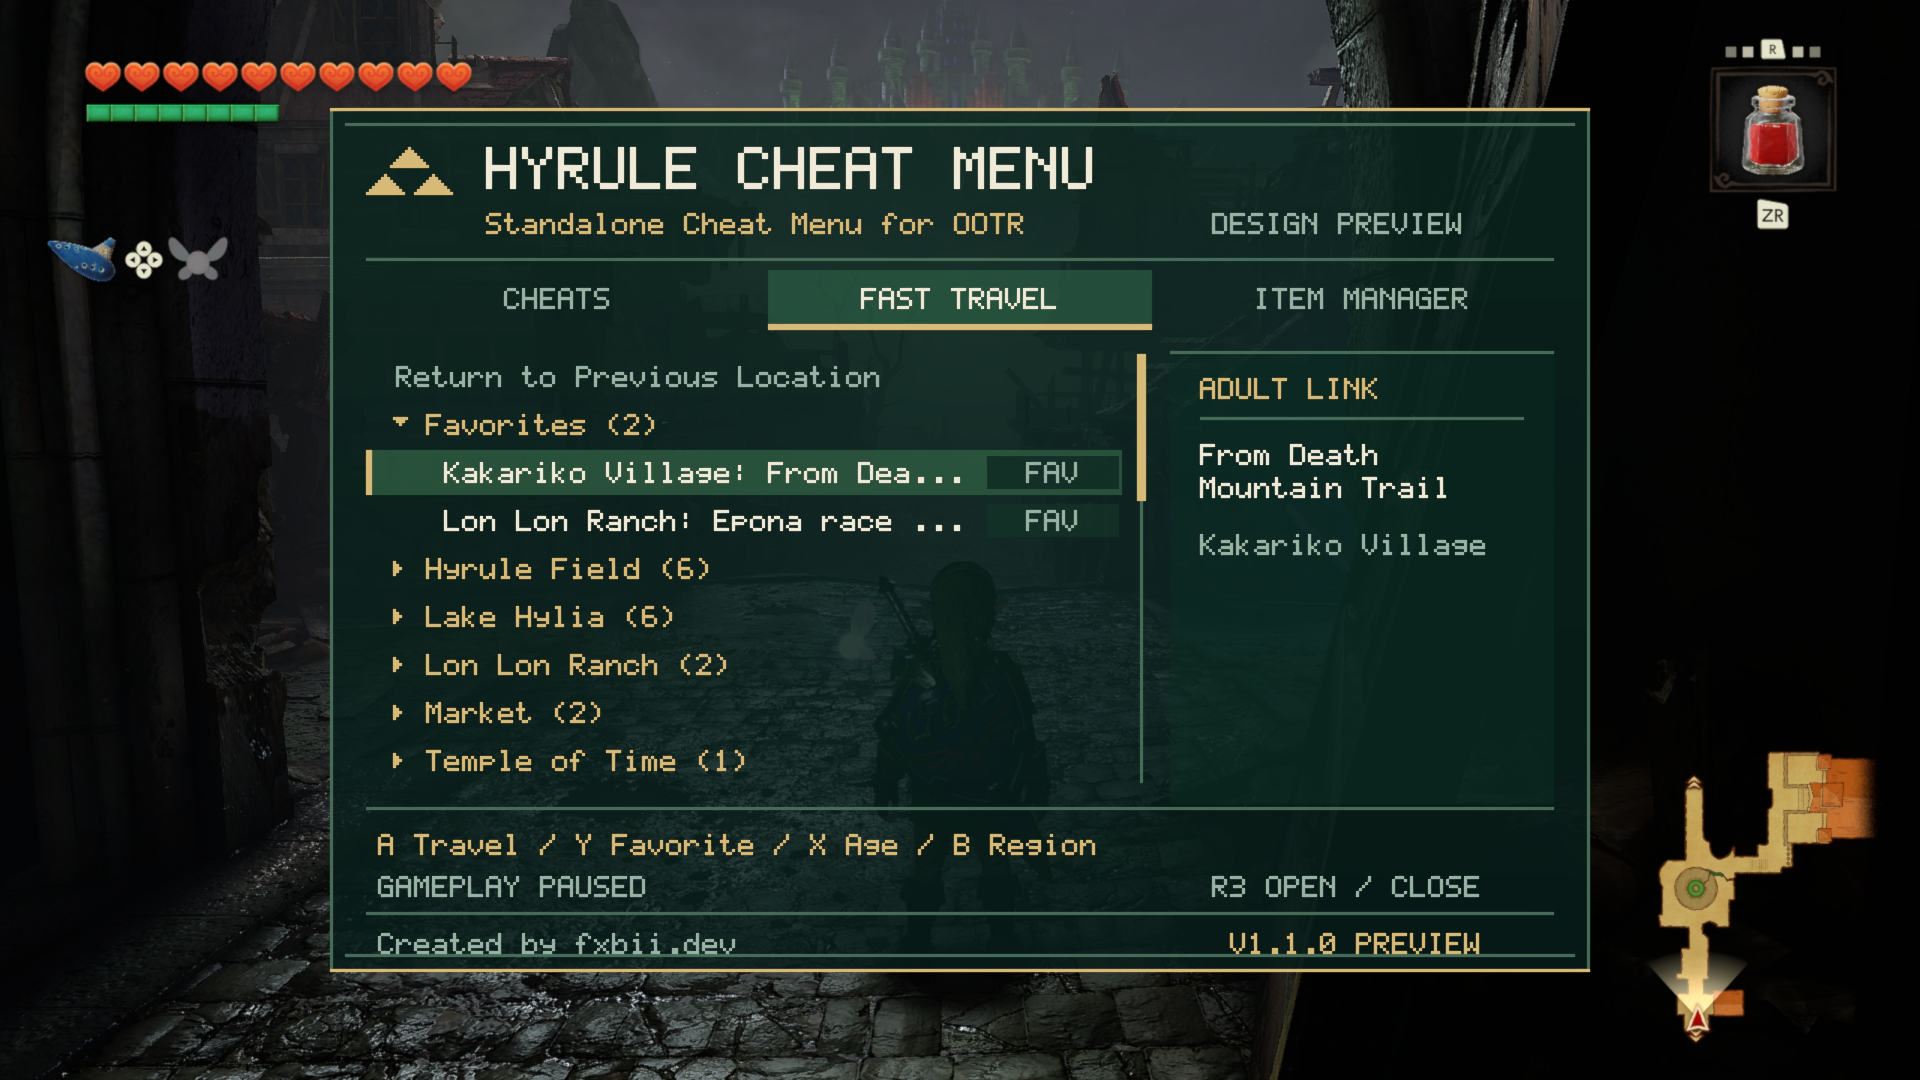 R
ZR
HYRULE CHEAT MENU
Standalone Cheat Menu for OOTR
DESIGN PREVIEW
CHEATS
FAST TRAVEL
ITEM MANAGER
Return to Previous Location
Favorites (2)
Kakariko Village: From Dea...
FAV
Lon Lon Ranch: Epona race ...
FAV
Hyrule Field (6)
Lake Hylia (6)
Lon Lon Ranch (2)
Market (2)
Temple of Time (1)
ADULT LINK
From Death
Mountain Trail
Kakariko Village
A Travel / Y Favorite / X Age / B Region
GAMEPLAY PAUSED
R3 OPEN / CLOSE
Created by fxbii.dev
V1.1.0 PREVIEW